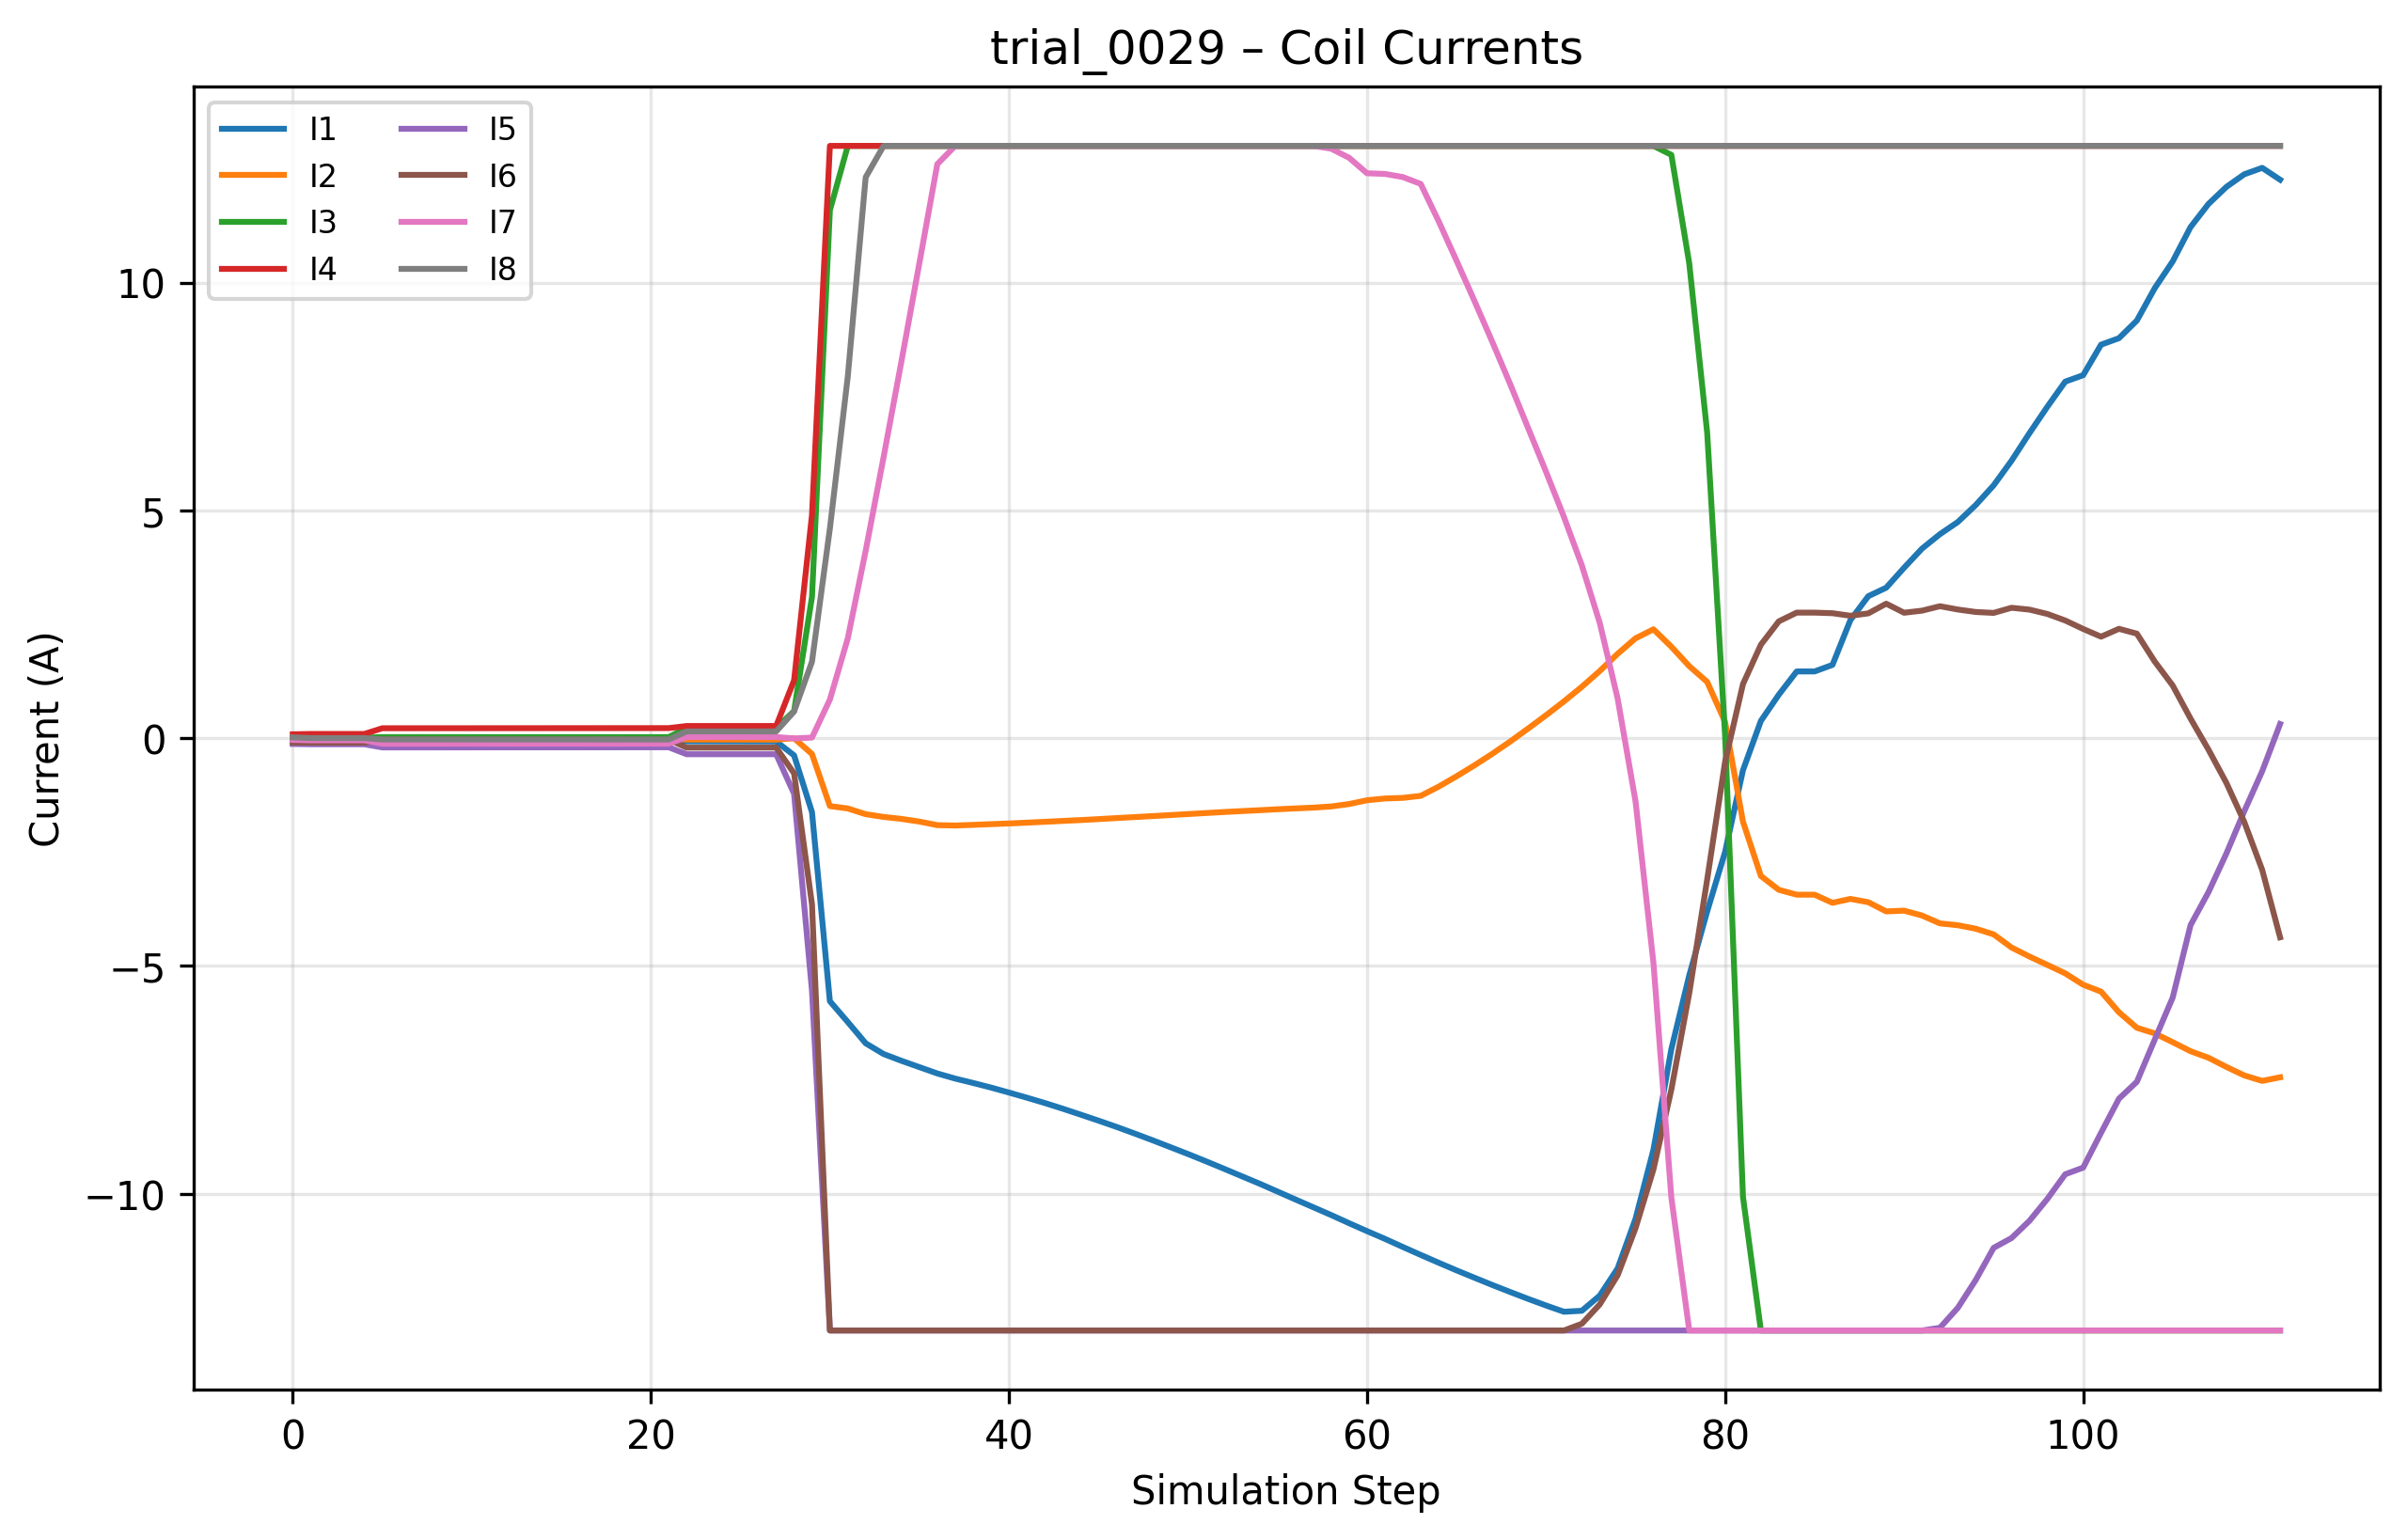 trial_0029 – Coil Currents
I1 I5
I2 I6
I3 I7
I4 I8
10
5
0
−5
−10
Current (A)
0 20 40 60 80 100
Simulation Step